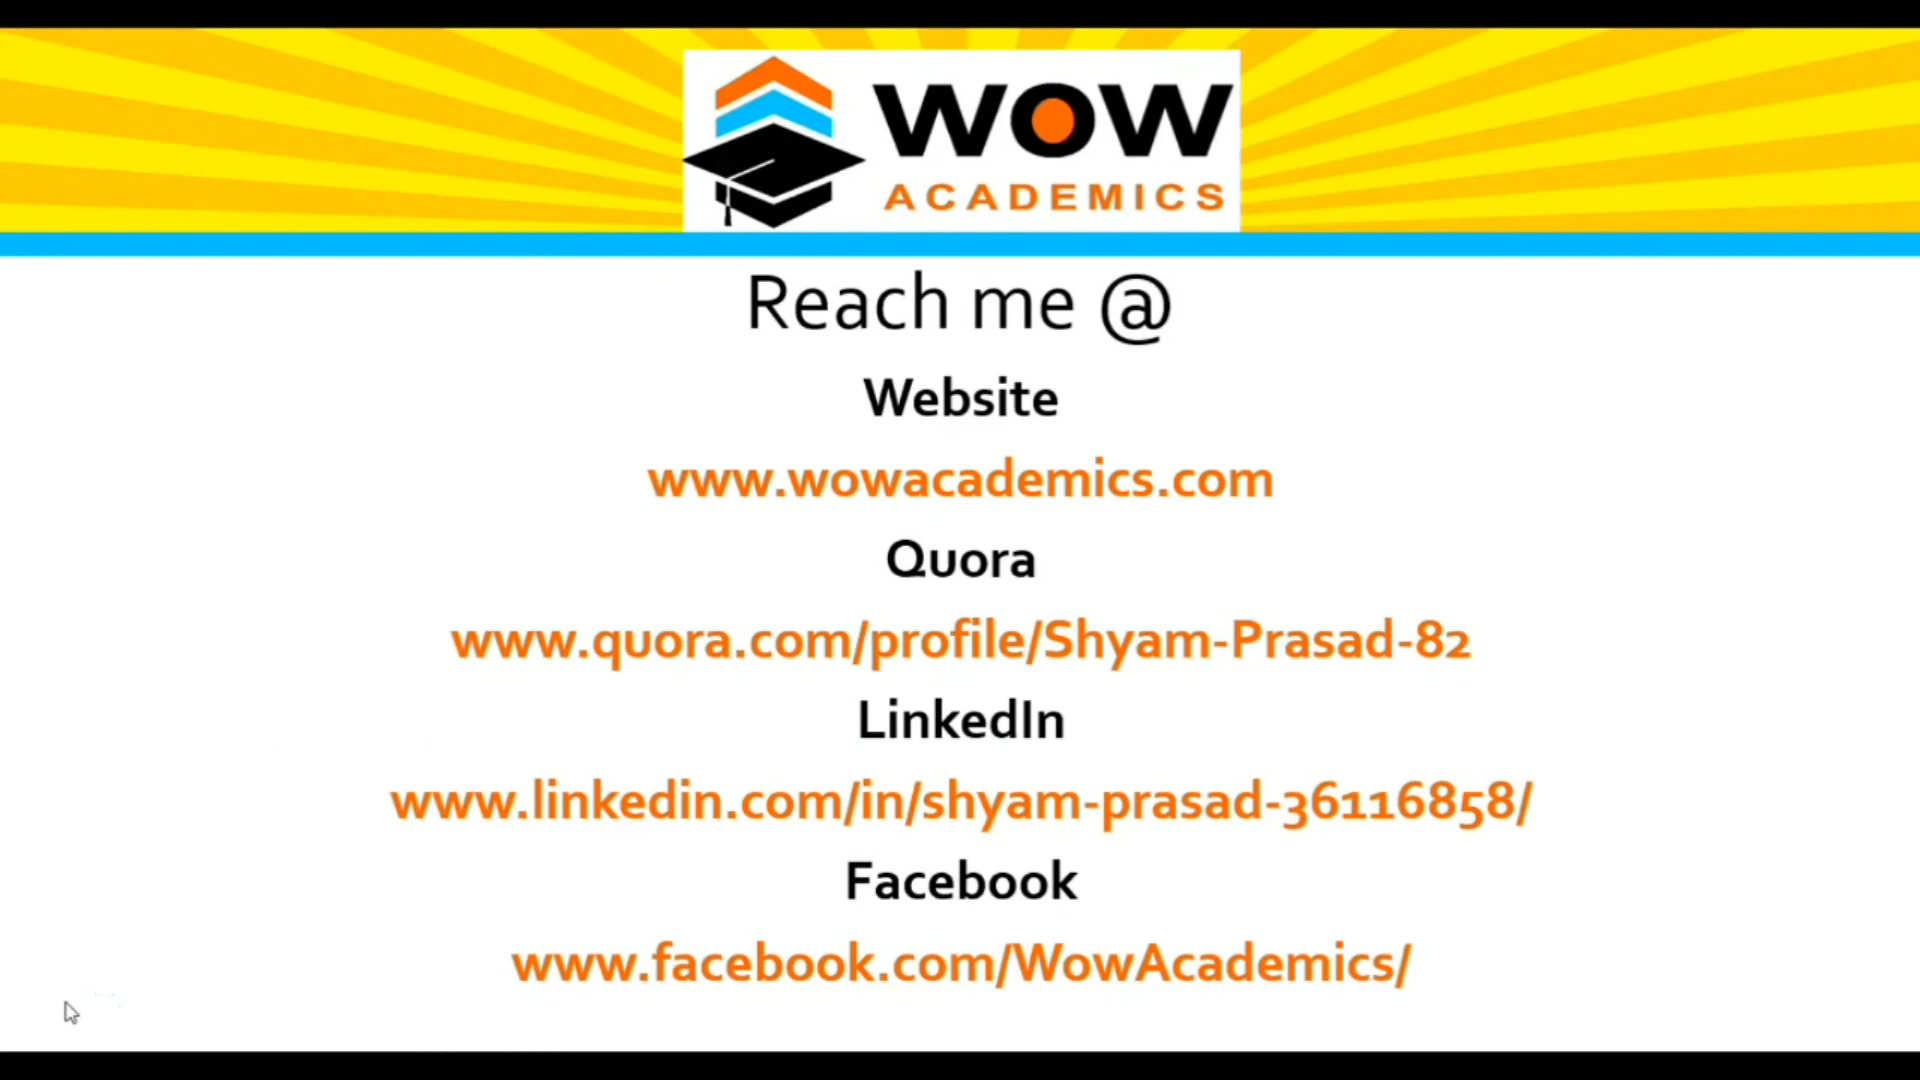 WOW
ACADEMICS
Reach me @
Website
www.wowacademics.com
Quora
www.quora.com/profile/Shyam-Prasad-82
LinkedIn
www.linkedin.com/in/shyam-prasad-36116858/
Facebook
www.facebook.com/WowAcademics/